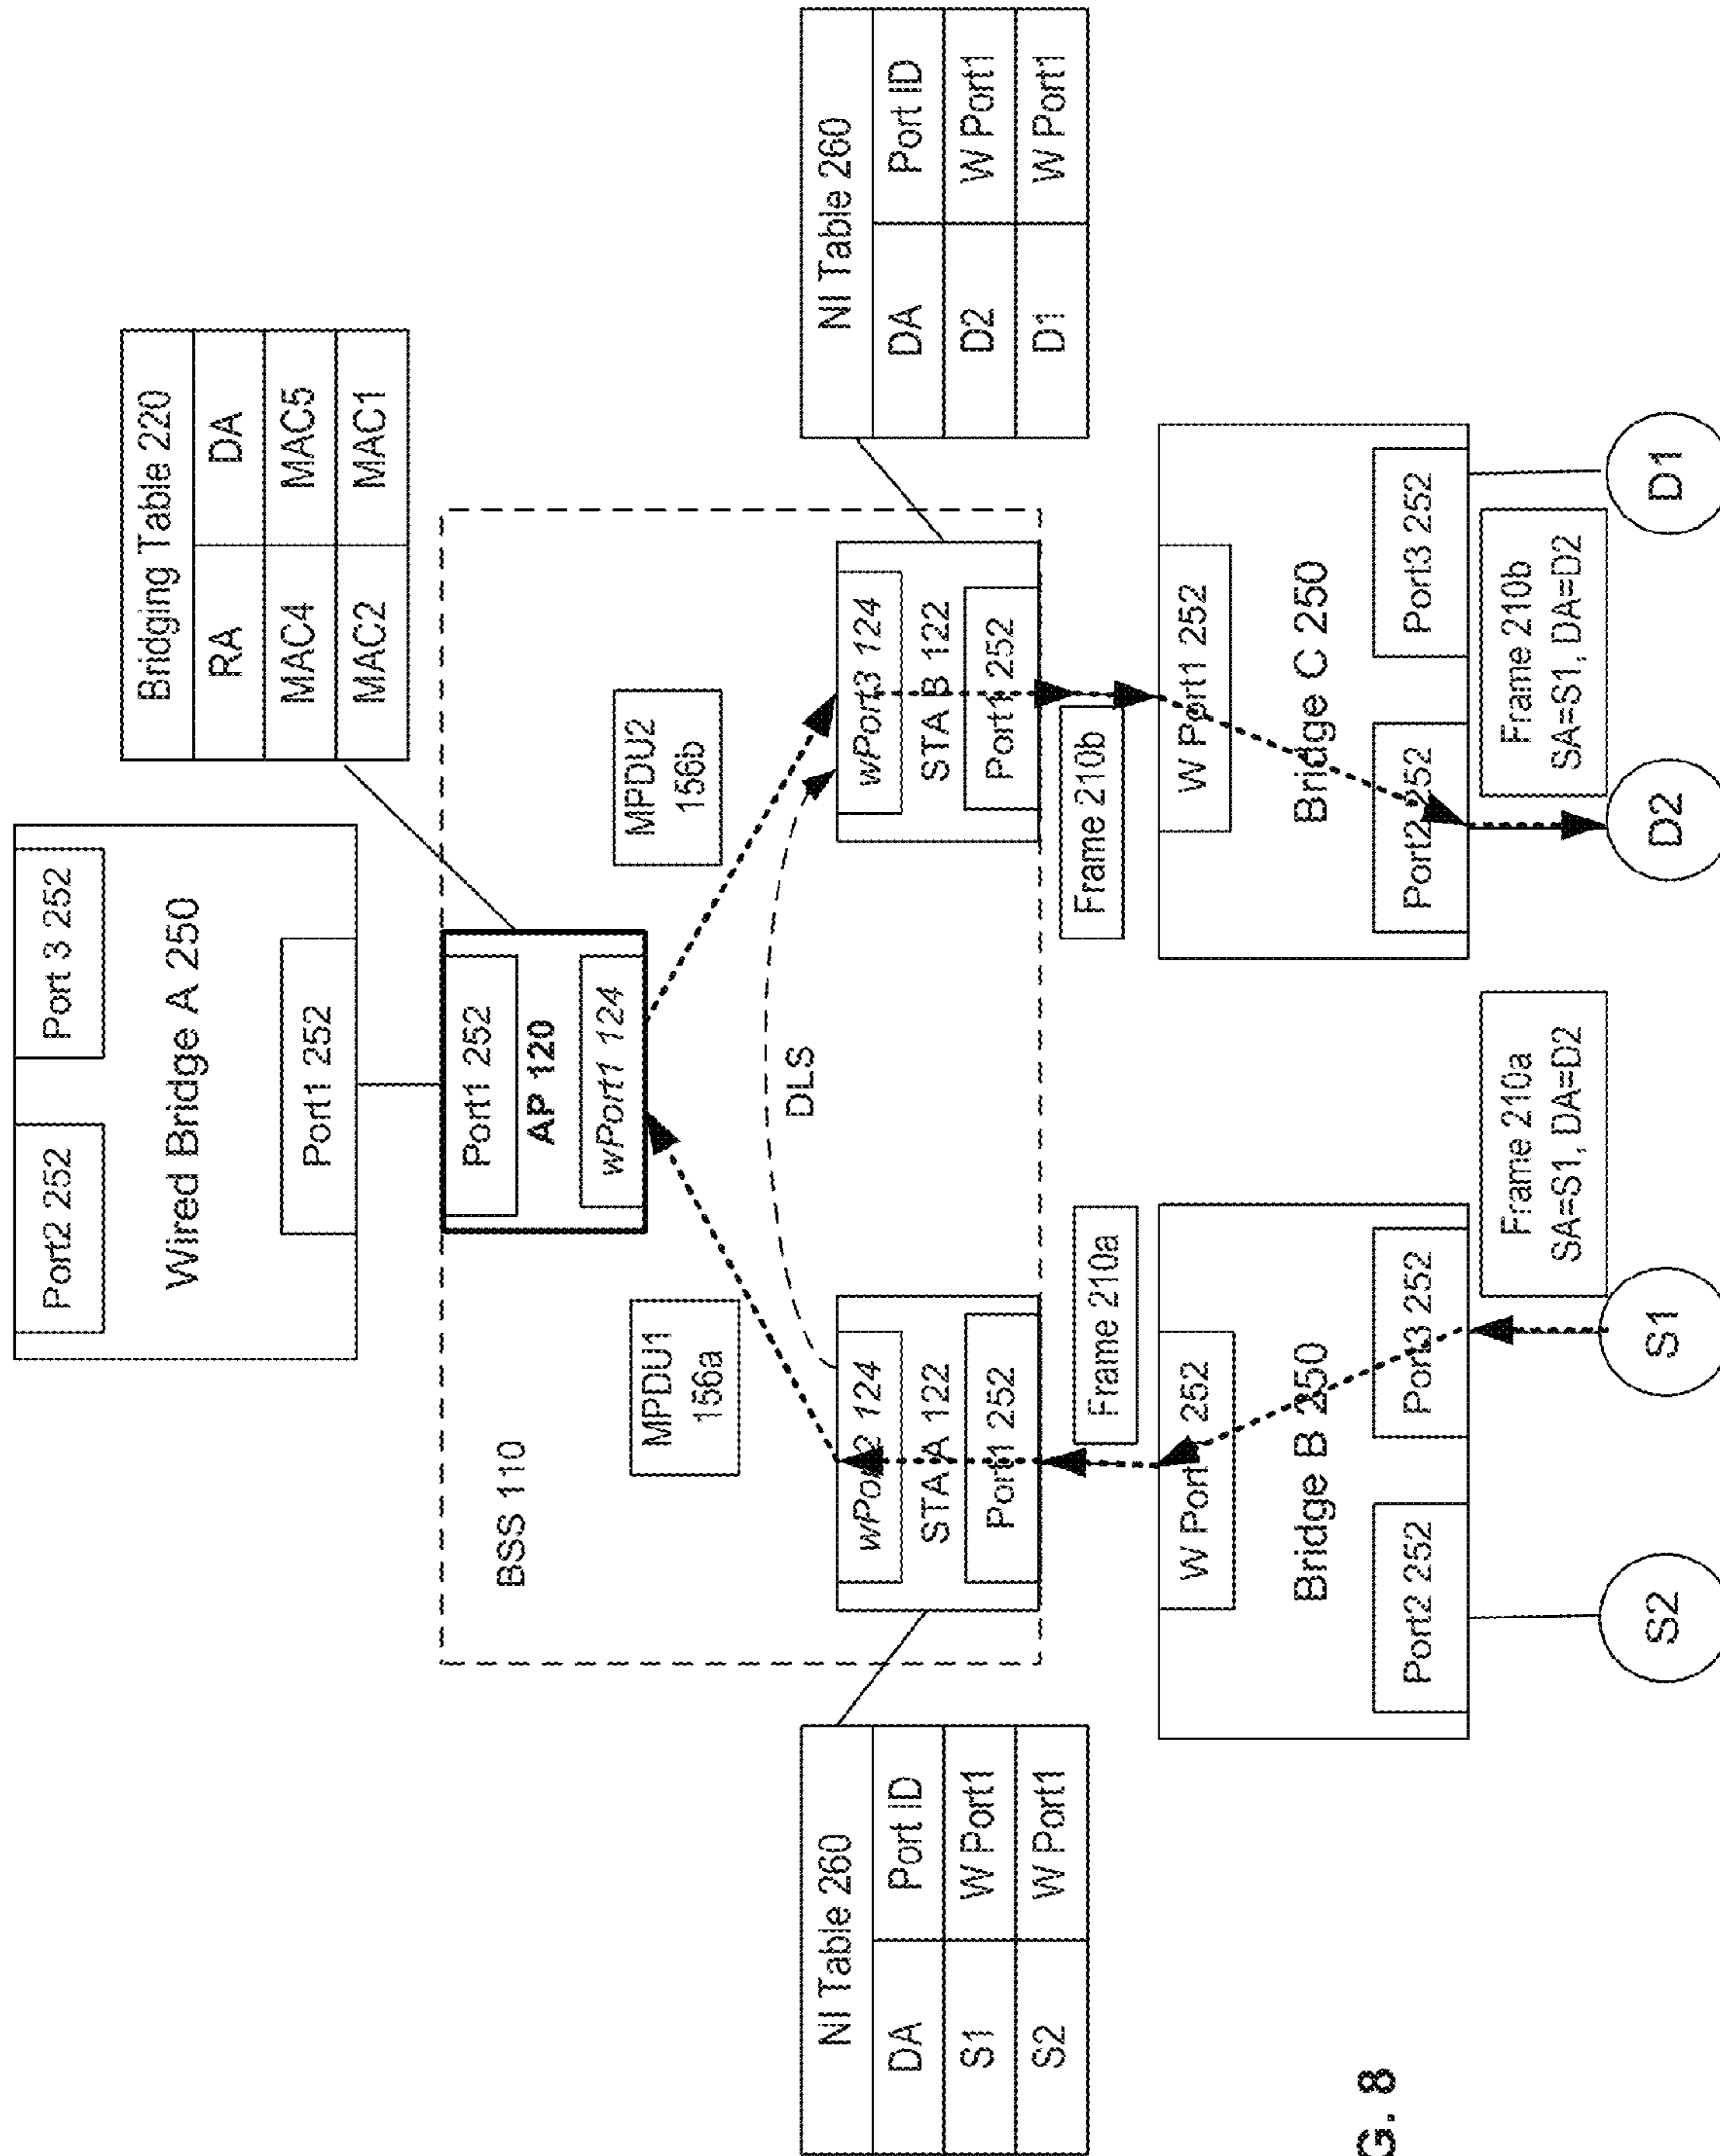 Wired Bridge A 250
Port2 252
Port 3 252
Port1 252
Bridging Table 220
RA DA
MAC4 MAC5
MAC2 MAC1
Port1 252
AP 120
wPort1 124
BSS 110
MPDU1
156a
MPDU2
156b
DLS
NI Table 260
DA Port ID
S1 W Port1
S2 W Port1
wPort2 124
STA A 122
Port1 252
wPort3 124
STA B 122
Port1 252
NI Table 260
DA Port ID
D2 W Port1
D1 W Port1
Frame 210a
Frame 210b
W Port1 252
Bridge B 250
Port2 252
Port3 252
W Port1 252
Bridge C 250
Port2 252
Port3 252
Frame 210a
SA=S1, DA=D2
Frame 210b
SA=S1, DA=D2
S2
S1
D2
D1
G. 8